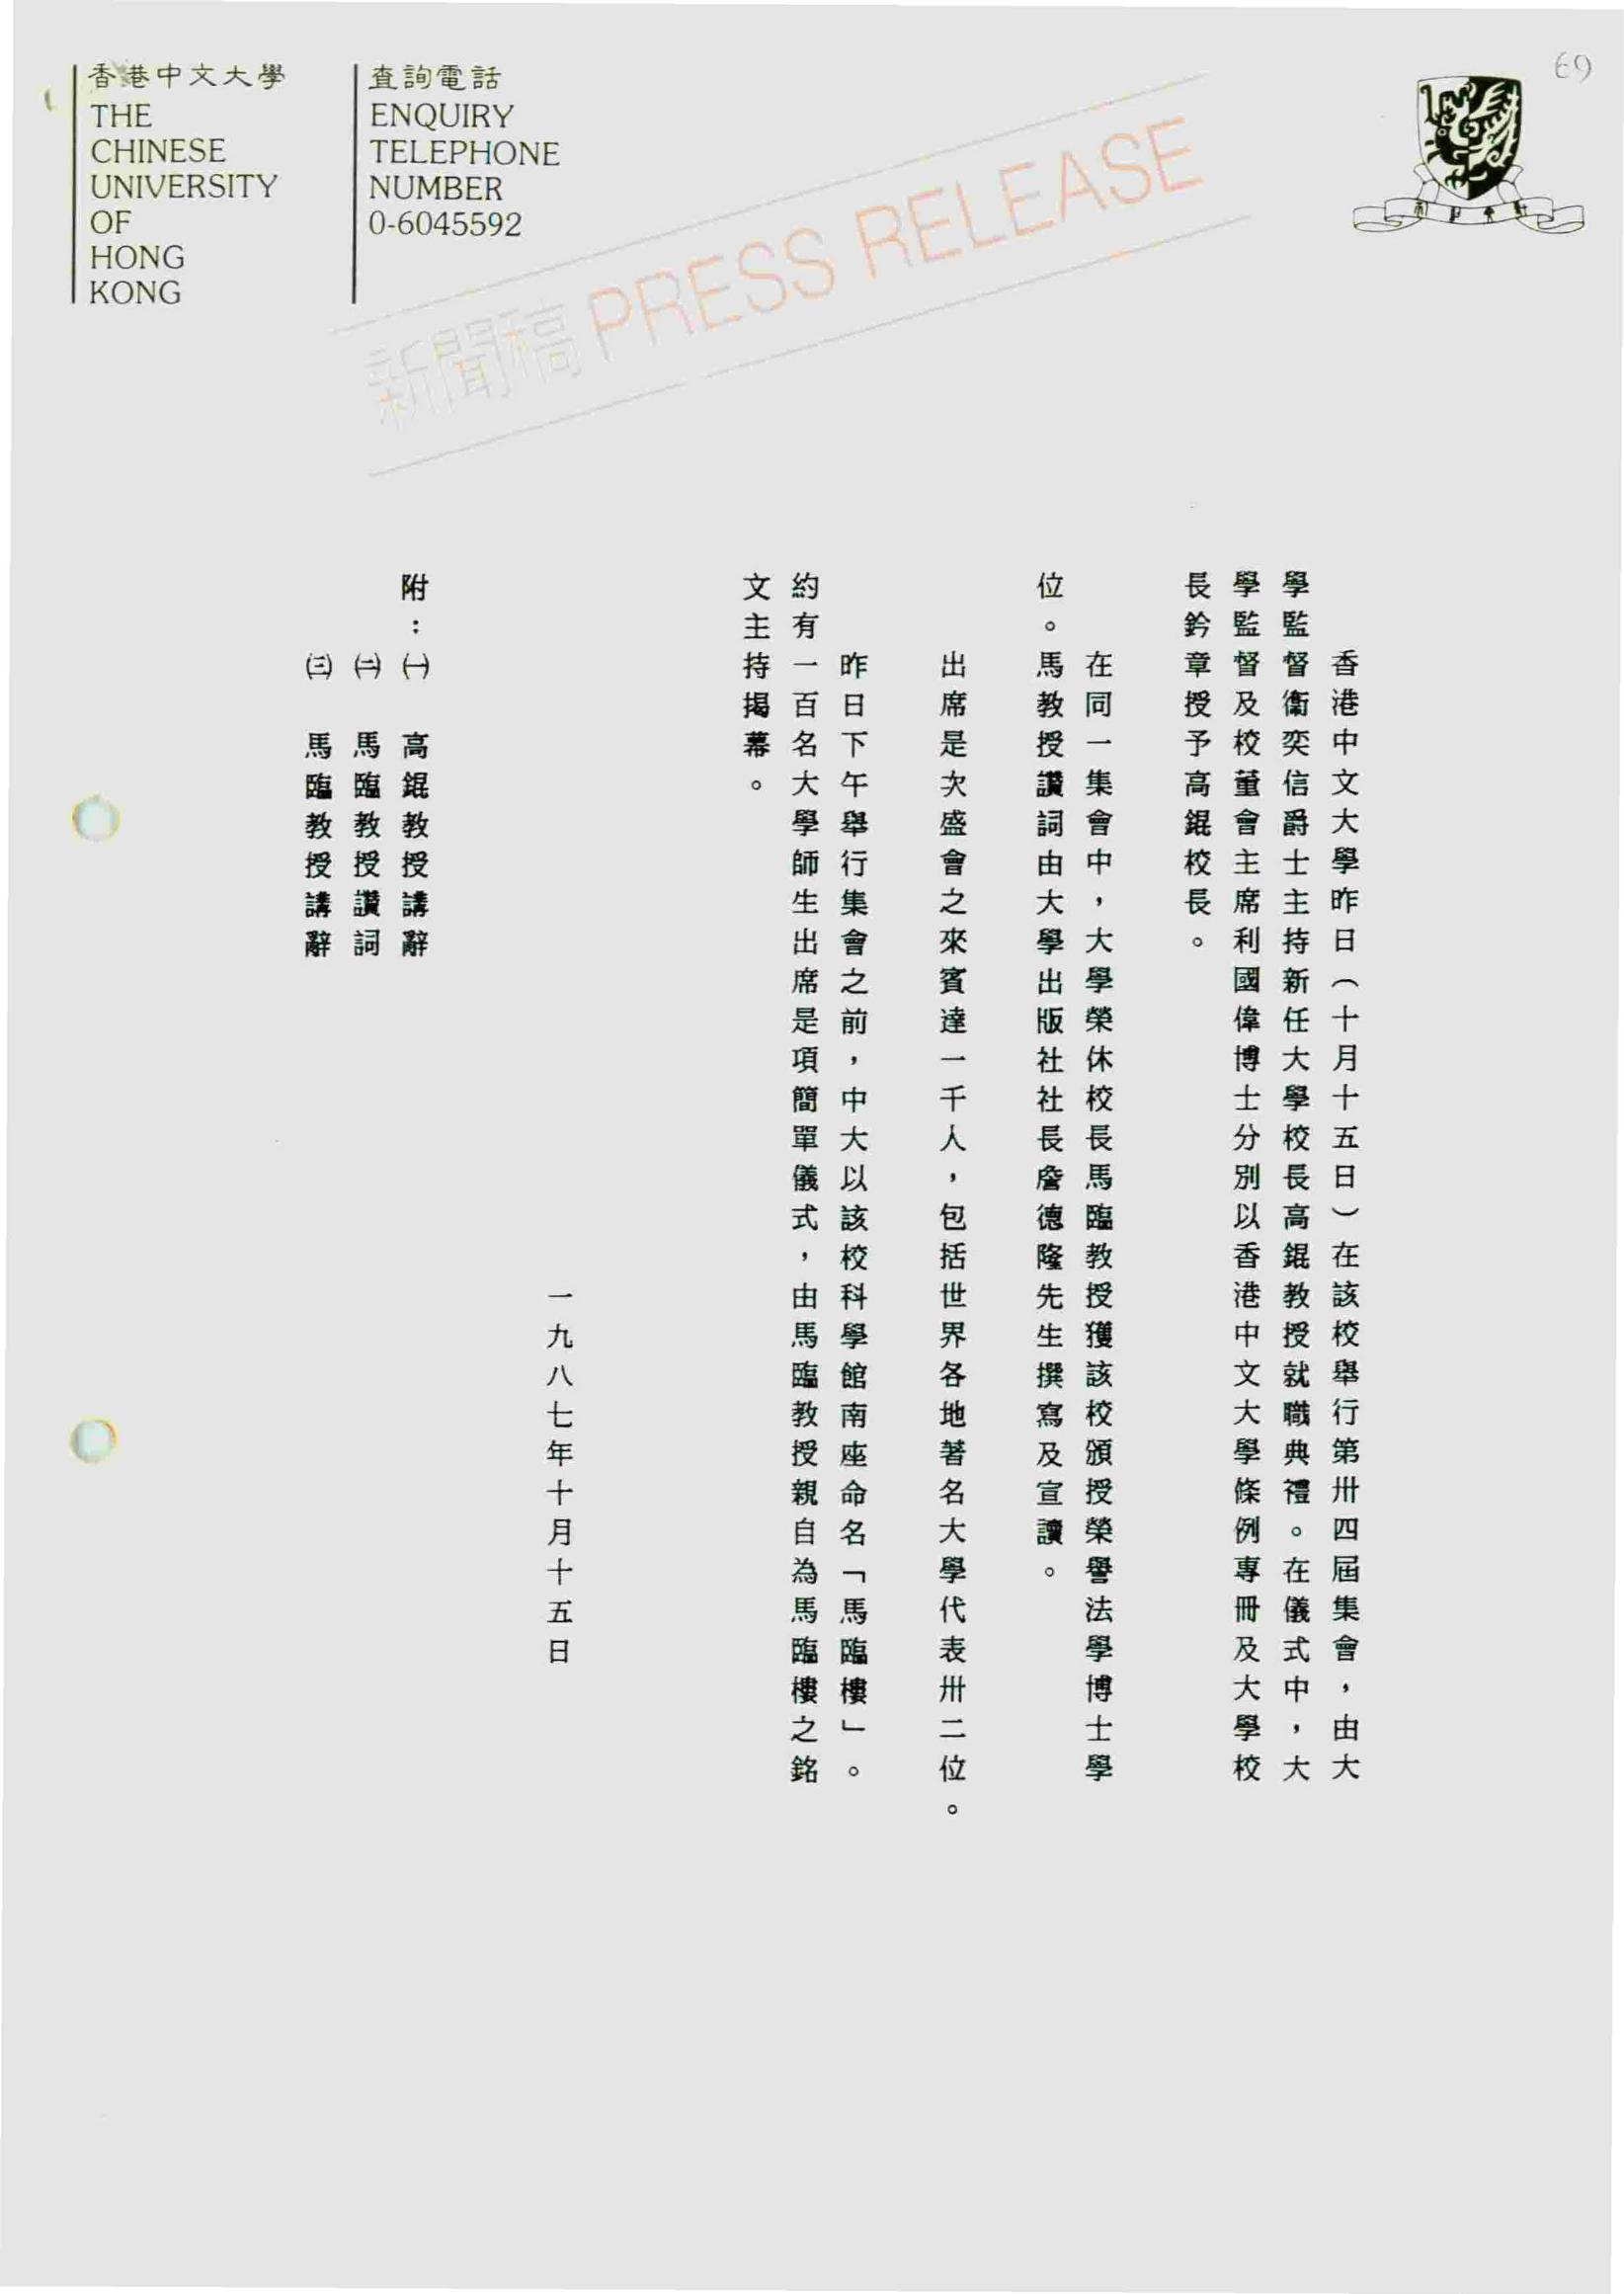 香港中文大學
THE
CHINESE
UNIVERSITY
OF
HONG
KONG
查詢電話
ENQUIRY
TELEPHONE
NUMBER
0-6045592
新聞稿 PRESS RELEASE
69
香港中文大學昨日（十月十五日）在該校舉行第卅四屆集會，由大
學監督衞奕信爵士主持新任大學校長高錕教授就職典禮。在儀式中，大
學監督及校董會主席利國偉博士分別以香港中文大學條例專冊及大學校
長鈐章授予高錕校長。
在同一集會中，大學榮休校長馬臨教授獲該校頒授榮譽法學博士學
位。馬教授讚詞由大學出版社社長詹德隆先生撰寫及宣讀。
出席是次盛會之來賓達一千人，包括世界各地著名大學代表卅二位。
昨日下午舉行集會之前，中大以該校科學館南座命名「馬臨樓」。
約有一百名大學師生出席是項簡單儀式，由馬臨教授親自為馬臨樓之銘
文主持揭幕。
一九八七年十月十五日
附：㈠　高錕教授講辭
㈡　馬臨教授讚詞
㈢　馬臨教授講辭